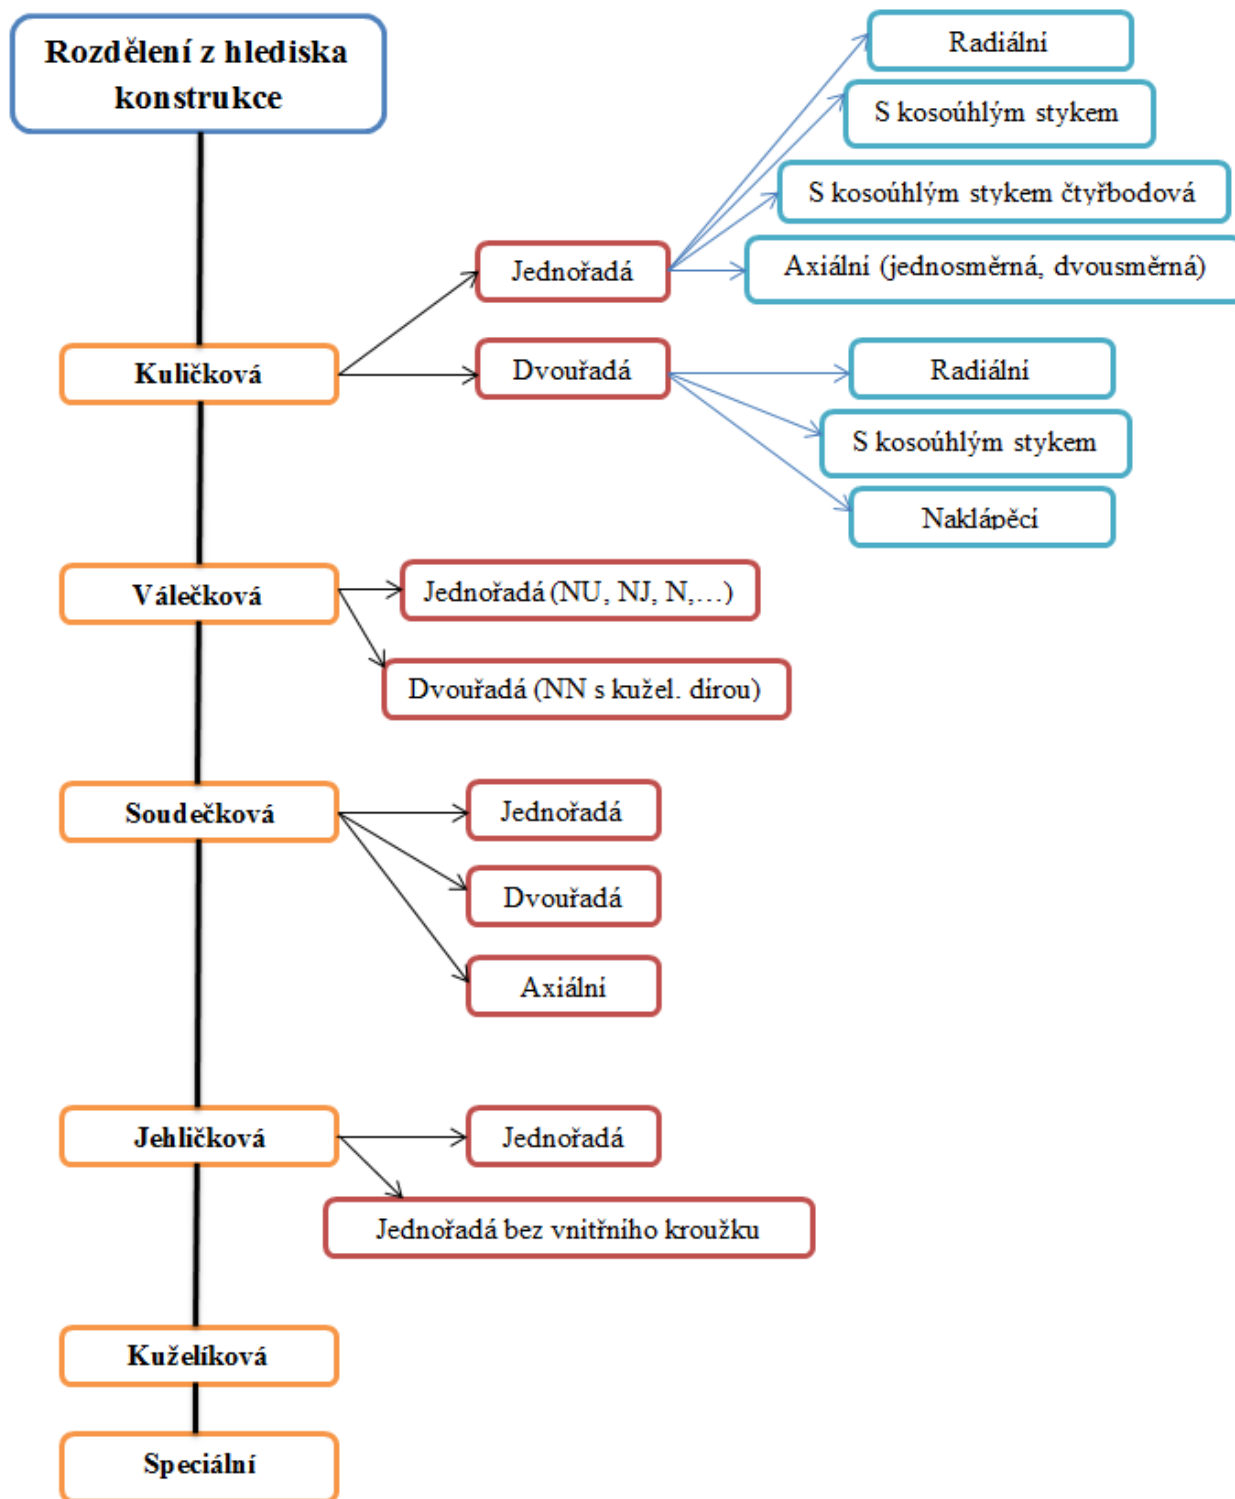 Rozdělení z hlediska
konstrukce
Kuličková
Jednořadá
Radiální
S kosoúhlým stykem
S kosoúhlým stykem čtyřbodová
Axiální (jednosměrná, dvousměrná)
Dvouřadá
Radiální
S kosoúhlým stykem
Naklápěcí
Válečková
Jednořadá (NU, NJ, N,…)
Dvouřadá (NN s kužel. dírou)
Soudečková
Jednořadá
Dvouřadá
Axiální
Jehličková
Jednořadá
Jednořadá bez vnitřního kroužku
Kuželíková
Speciální